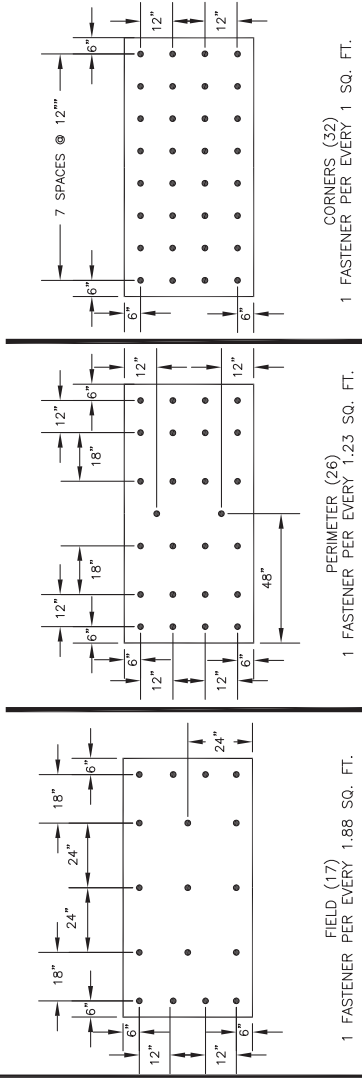 18" 24" 24" 18"
6" 6"
6"
12"
12"
6"
24"
FIELD (17)
1 FASTENER PER EVERY 1.88 SQ. FT.
12" 18" 18" 12"
6" 6"
6"
12"
12"
6"
12"
12"
48"
PERIMETER (26)
1 FASTENER PER EVERY 1.23 SQ. FT.
7 SPACES @ 12""
6" 6"
6"
6"
12"
12"
CORNERS (32)
1 FASTENER PER EVERY 1 SQ. FT.